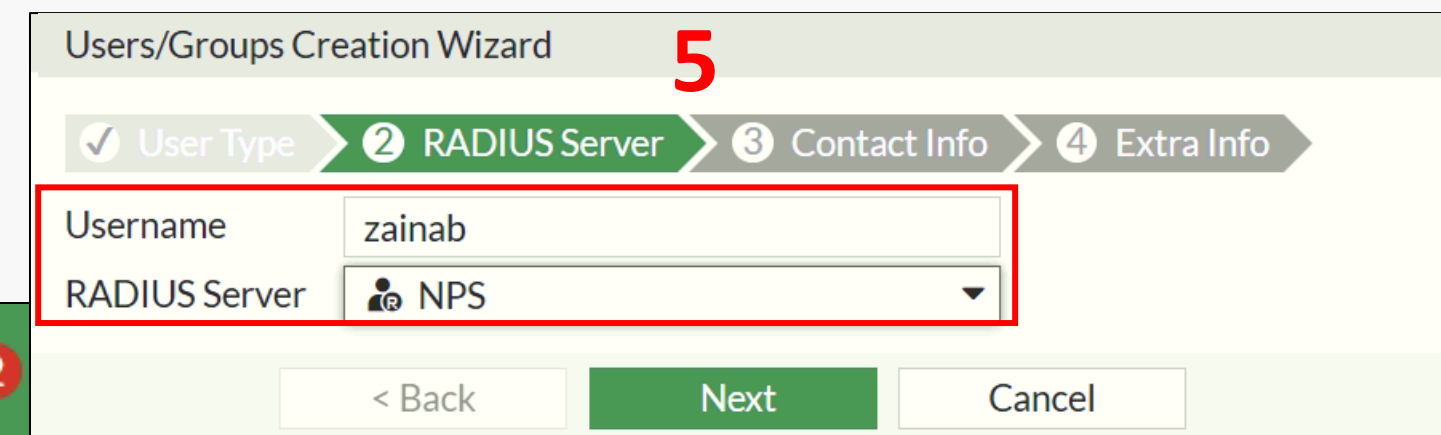 Users/Groups Creation Wizard
5
✓ User Type 2 RADIUS Server 3 Contact Info 4 Extra Info
Username zainab
RADIUS Server R NPS
2
< Back Next Cancel